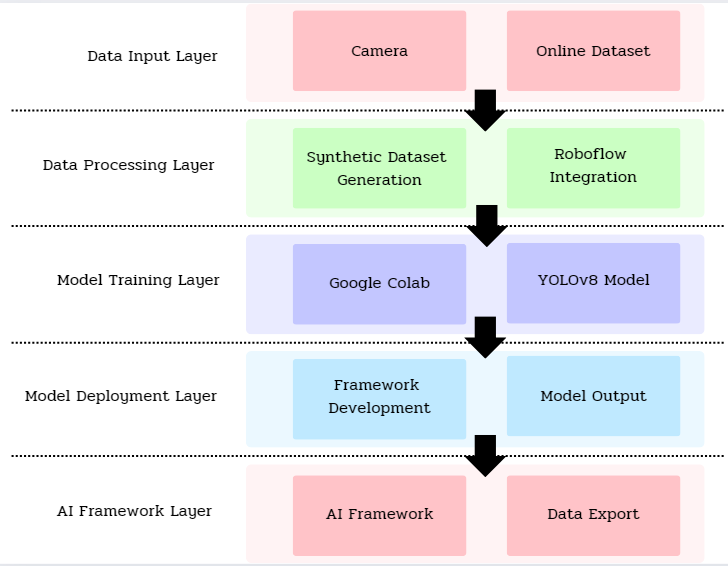 Data Input Layer
Camera
Online Dataset
Data Processing Layer
Synthetic Dataset
Generation
Roboflow
Integration
Model Training Layer
Google Colab
YOLOv8 Model
Model Deployment Layer
Framework
Development
Model Output
AI Framework Layer
AI Framework
Data Export